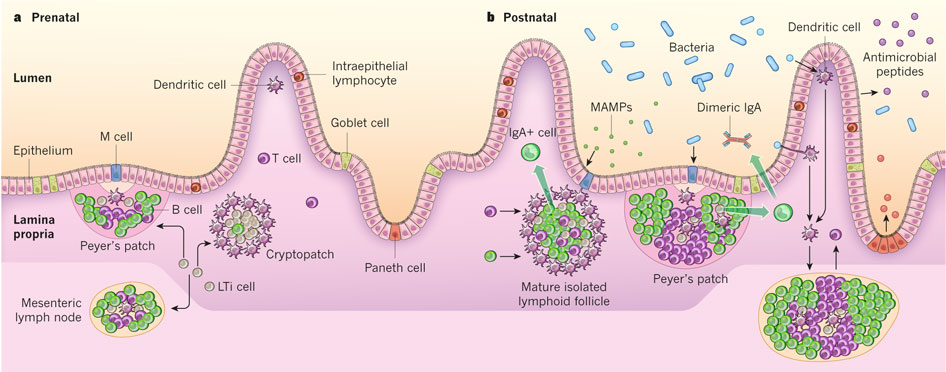 a Prenatal
Lumen
Dendritic cell
Intraepithelial
lymphocyte
Goblet cell
M cell
Epithelium
T cell
B cell
Lamina
propria
Peyer's patch
Cryptopatch
Paneth cell
LTi cell
Mesenteric
lymph node
b Postnatal
Bacteria
Dendritic cell
Antimicrobial
peptides
MAMPs
Dimeric IgA
IgA+ cell
Peyer's patch
Mature isolated
lymphoid follicle